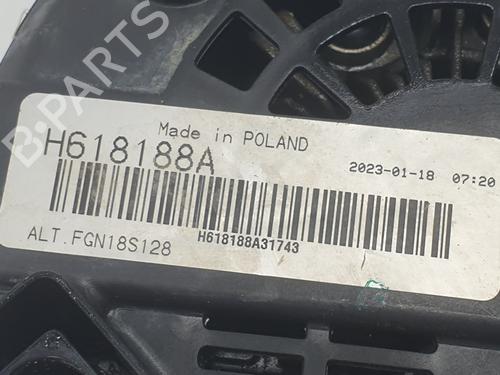 B-PARTS
Made in POLAND
H618188A
2023-01-18 07:20
H618188A31743
ALT.FGN18S128